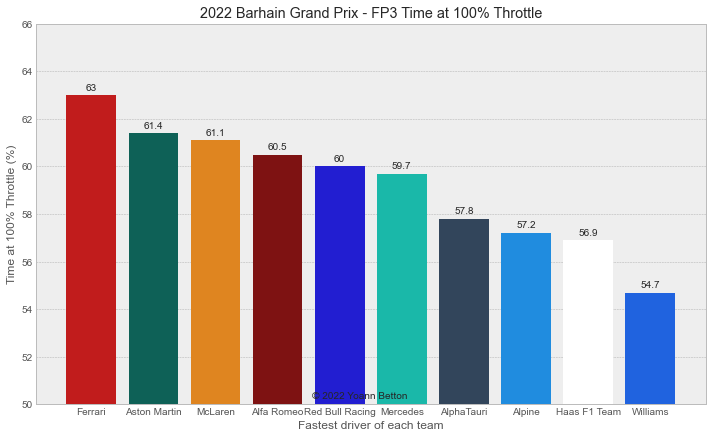 2022 Barhain Grand Prix - FP3 Time at 100% Throttle
Time at 100% Throttle (%)
66
64
62
60
58
56
54
52
50
63
61.4
61.1
60.5
60
59.7
57.8
57.2
56.9
54.7
© 2022 Yoann Betton
Ferrari
Aston Martin
McLaren
Alfa Romeo
Red Bull Racing
Mercedes
AlphaTauri
Alpine
Haas F1 Team
Williams
Fastest driver of each team